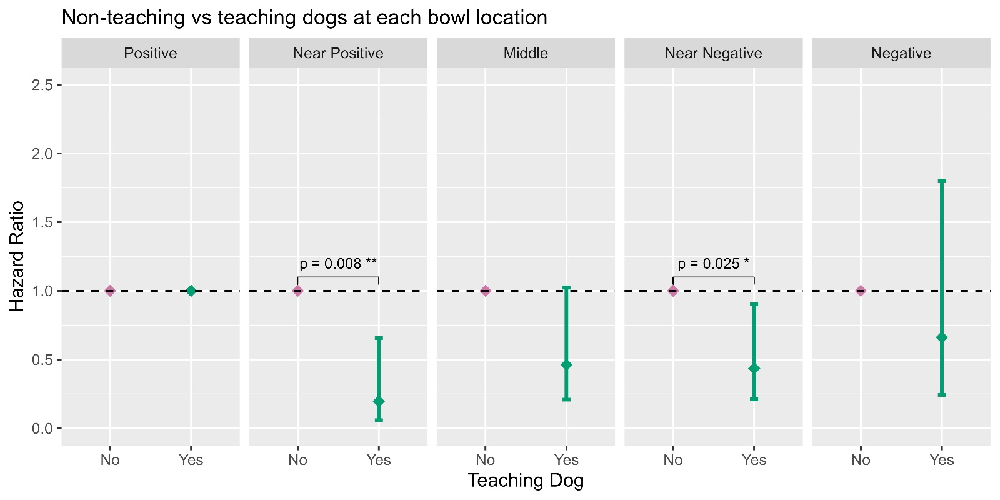 Non-teaching vs teaching dogs at each bowl location
Positive Near Positive Middle Near Negative Negative
2.5
2.0
1.5
p = 0.008 ** p = 0.025 *
1.0
0.5
0.0
Hazard Ratio
No Yes No Yes No Yes No Yes No Yes
Teaching Dog